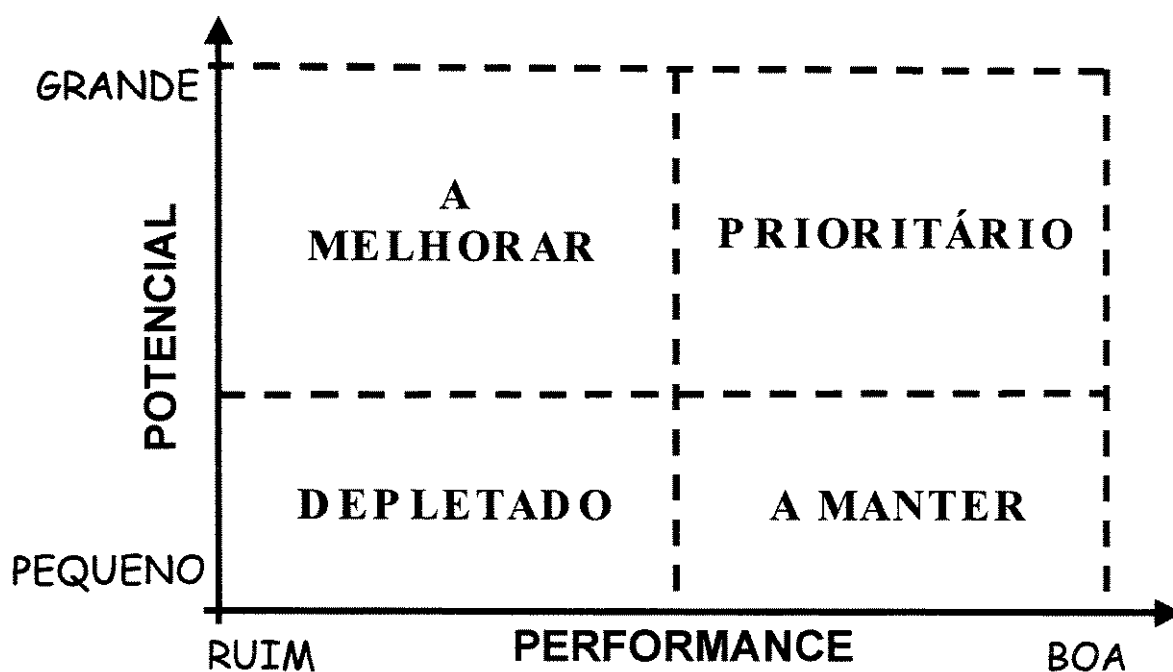 GRANDE
A
MELHORAR
PRIORITÁRIO
POTENCIAL
DEPLETADO
A MANTER
PEQUENO
RUIM
PERFORMANCE
BOA